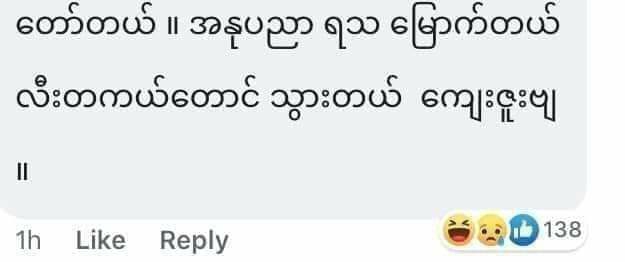 တော်တယ် ။ အနုပညာ ရသ မြောက်တယ်
လီးတကယ်တောင် သွားတယ် ကျေးဇူးဗျ
။
1h Like Reply 138